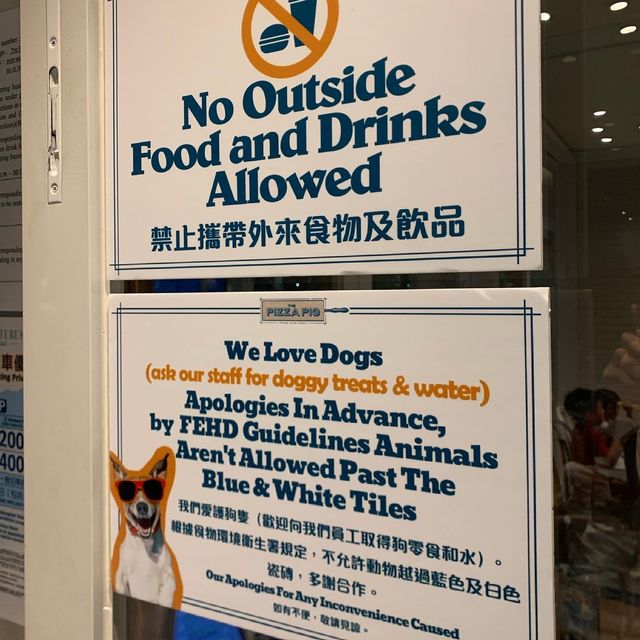 No Outside
Food and Drinks
Allowed
禁止攜帶外來食物及飲品
THE
PIZZA PIG
We Love Dogs
(ask our staff for doggy treats & water)
Apologies In Advance,
by FEHD Guidelines Animals
Aren't Allowed Past The
Blue & White Tiles
我們愛護狗隻（歡迎向我們員工取得狗零食和水）。
根據食物環境衛生署規定，不允許動物越過藍色及白色
瓷磚，多謝合作。
Our Apologies For Any Inconvenience Caused
如有不便，敬請見諒。
200
400